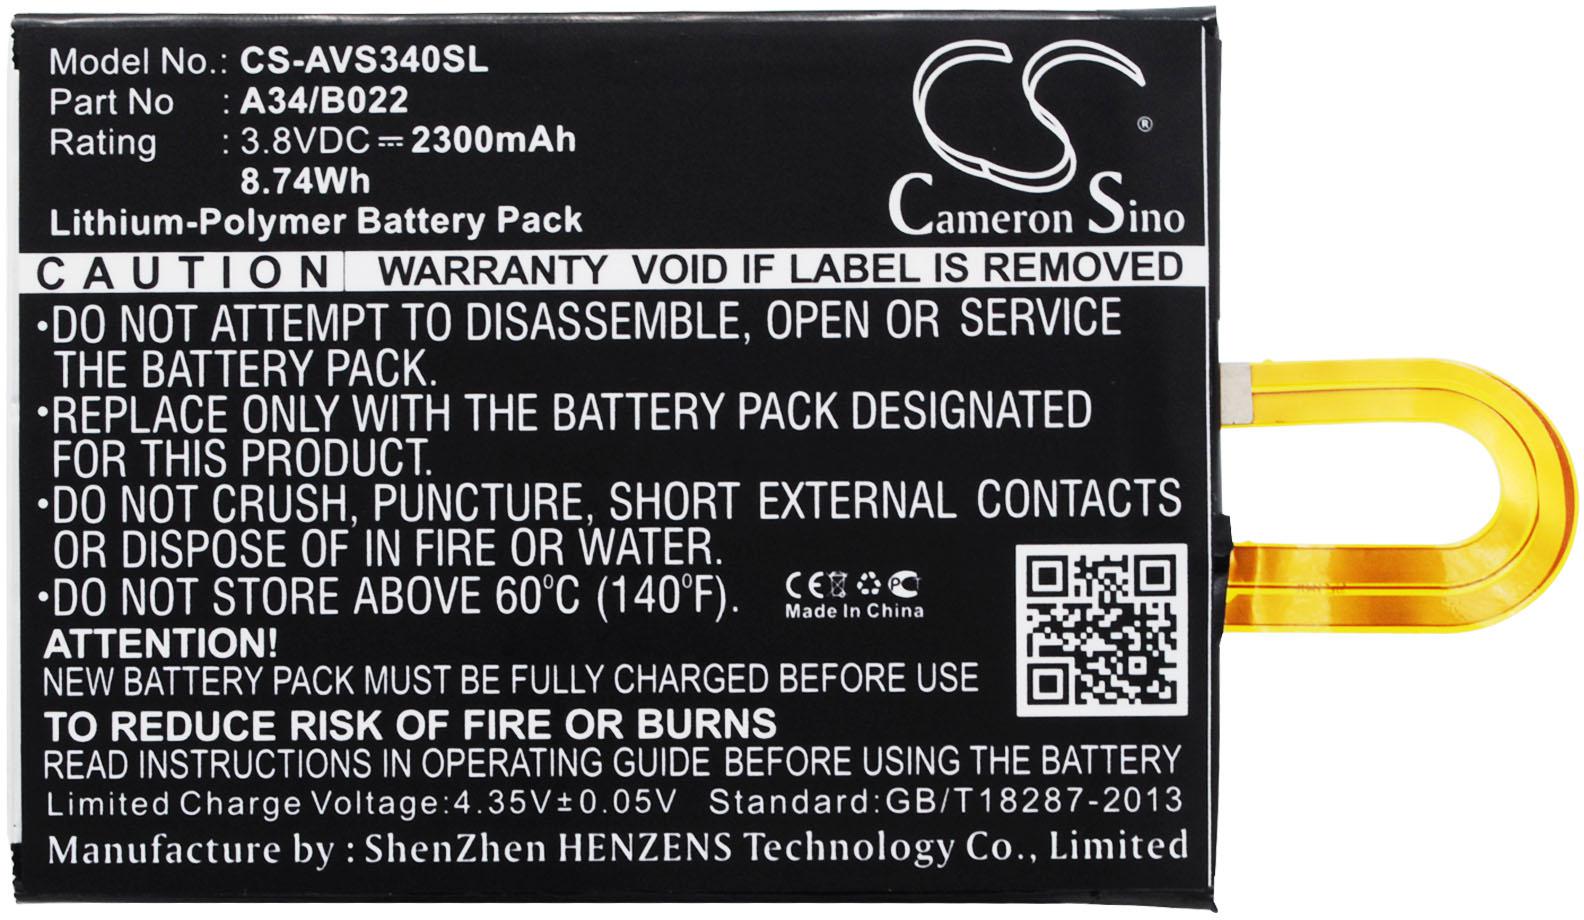 Model No.: CS-AVS340SL
Part No : A34/B022
Rating : 3.8VDC⎓2300mAh
8.74Wh
Lithium-Polymer Battery Pack
CS ®
Cameron Sino
CAUTION WARRANTY VOID IF LABEL IS REMOVED
•DO NOT ATTEMPT TO DISASSEMBLE, OPEN OR SERVICE
THE BATTERY PACK.
•REPLACE ONLY WITH THE BATTERY PACK DESIGNATED
FOR THIS PRODUCT.
•DO NOT CRUSH, PUNCTURE, SHORT EXTERNAL CONTACTS
OR DISPOSE OF IN FIRE OR WATER.
•DO NOT STORE ABOVE 60°C (140°F).
CE PCT
Made In China
ATTENTION!
NEW BATTERY PACK MUST BE FULLY CHARGED BEFORE USE
TO REDUCE RISK OF FIRE OR BURNS
READ INSTRUCTIONS IN OPERATING GUIDE BEFORE USING THE BATTERY
Limited Charge Voltage:4.35V±0.05V Standard:GB/T18287-2013
Manufacture by : ShenZhen HENZENS Technology Co., Limited